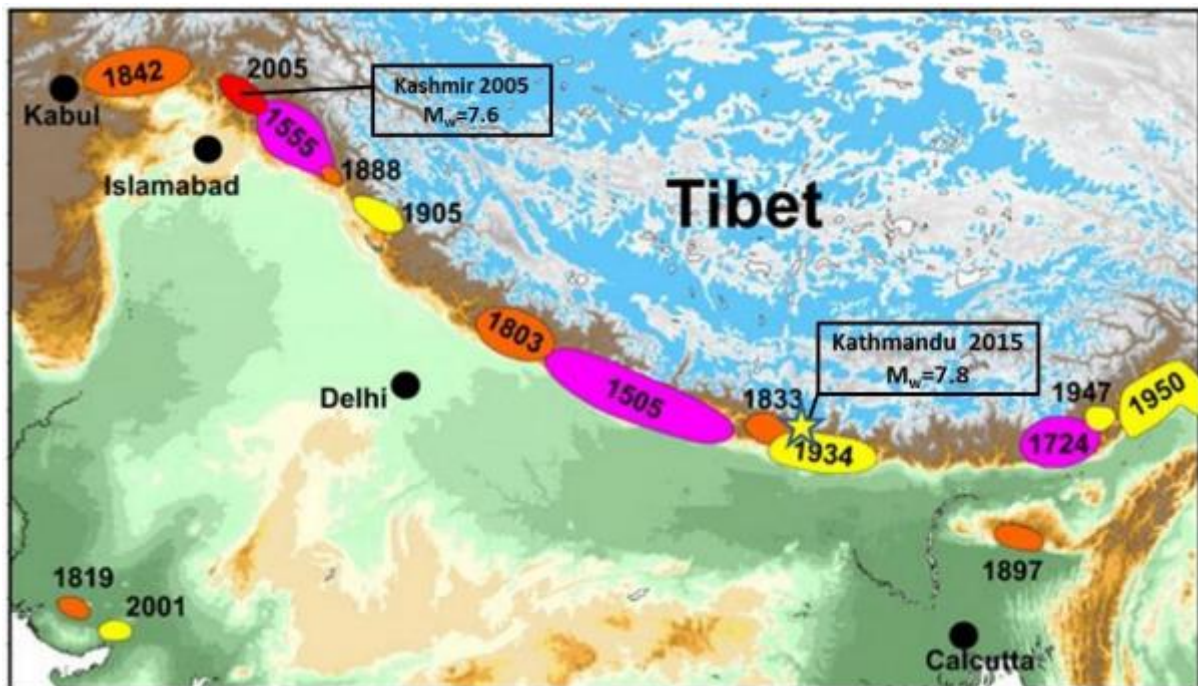 1842
2005
Kashmir 2005
Mw=7.6
Kabul
1555
Islamabad
1888
1905
Tibet
1803
Kathmandu 2015
Mw=7.8
Delhi
1505
1833
1947
1950
1934
1724
1819
2001
1897
Calcutta